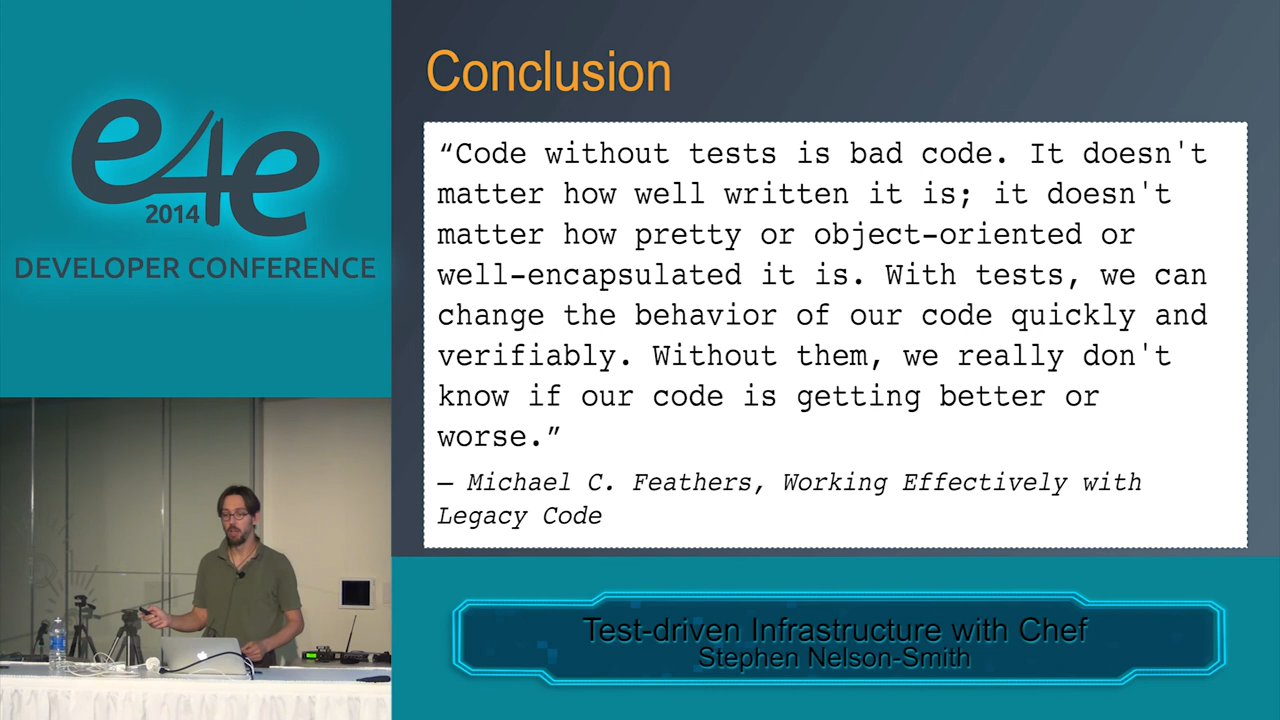 e4e
2014
DEVELOPER CONFERENCE
Conclusion
“Code without tests is bad code. It doesn't
matter how well written it is; it doesn't
matter how pretty or object-oriented or
well-encapsulated it is. With tests, we can
change the behavior of our code quickly and
verifiably. Without them, we really don't
know if our code is getting better or
worse.”
— Michael C. Feathers, Working Effectively with
Legacy Code
Test-driven Infrastructure with Chef
Stephen Nelson-Smith